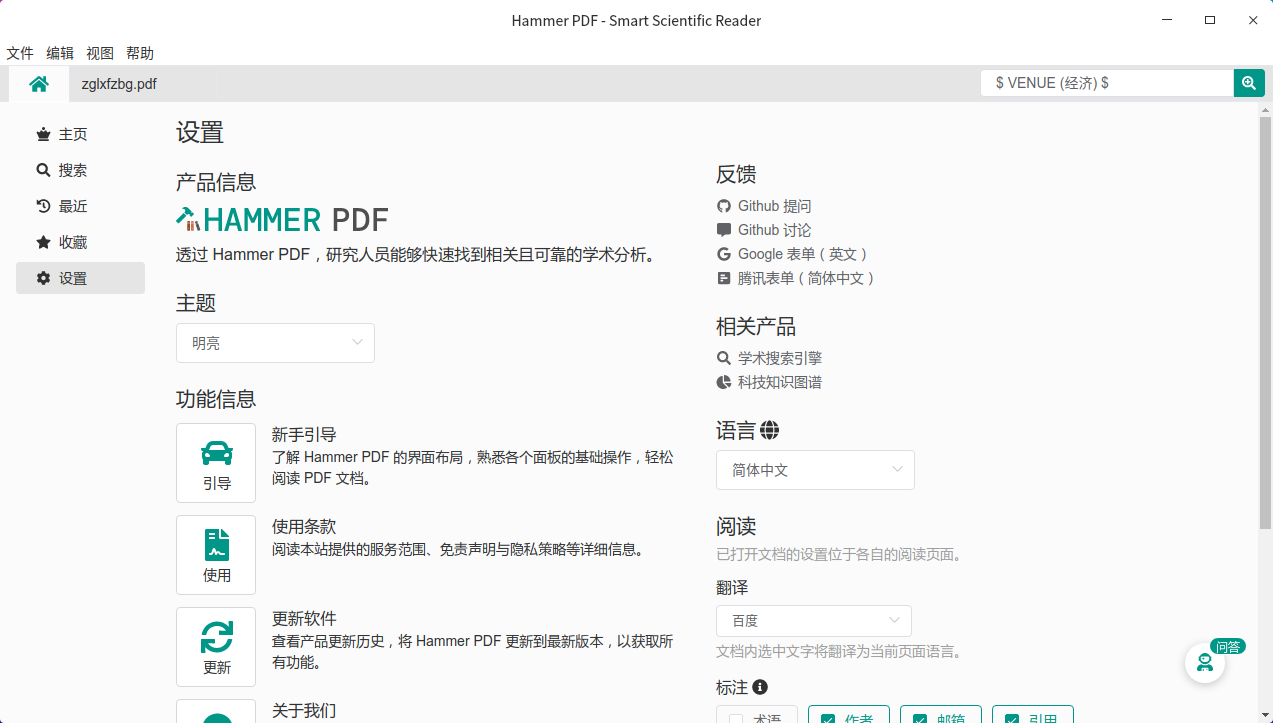 Hammer PDF - Smart Scientific Reader
文件 编辑 视图 帮助
zglxfzbg.pdf
$ VENUE (经济) $
主页
搜索
最近
收藏
设置
设置
产品信息
HAMMER PDF
透过 Hammer PDF，研究人员能够快速找到相关且可靠的学术分析。
主题
明亮
功能信息
引导
新手引导
了解 Hammer PDF 的界面布局，熟悉各个面板的基础操作，轻松
阅读 PDF 文档。
使用
使用条款
阅读本站提供的服务范围、免责声明与隐私策略等详细信息。
更新
更新软件
查看产品更新历史，将 Hammer PDF 更新到最新版本，以获取所
有功能。
关于我们
反馈
Github 提问
Github 讨论
Google 表单（英文）
腾讯表单（简体中文）
相关产品
学术搜索引擎
科技知识图谱
语言
简体中文
阅读
已打开文档的设置位于各自的阅读页面。
翻译
百度
文档内选中文字将翻译为当前页面语言。
标注
术语 作者 邮箱 引用
问答